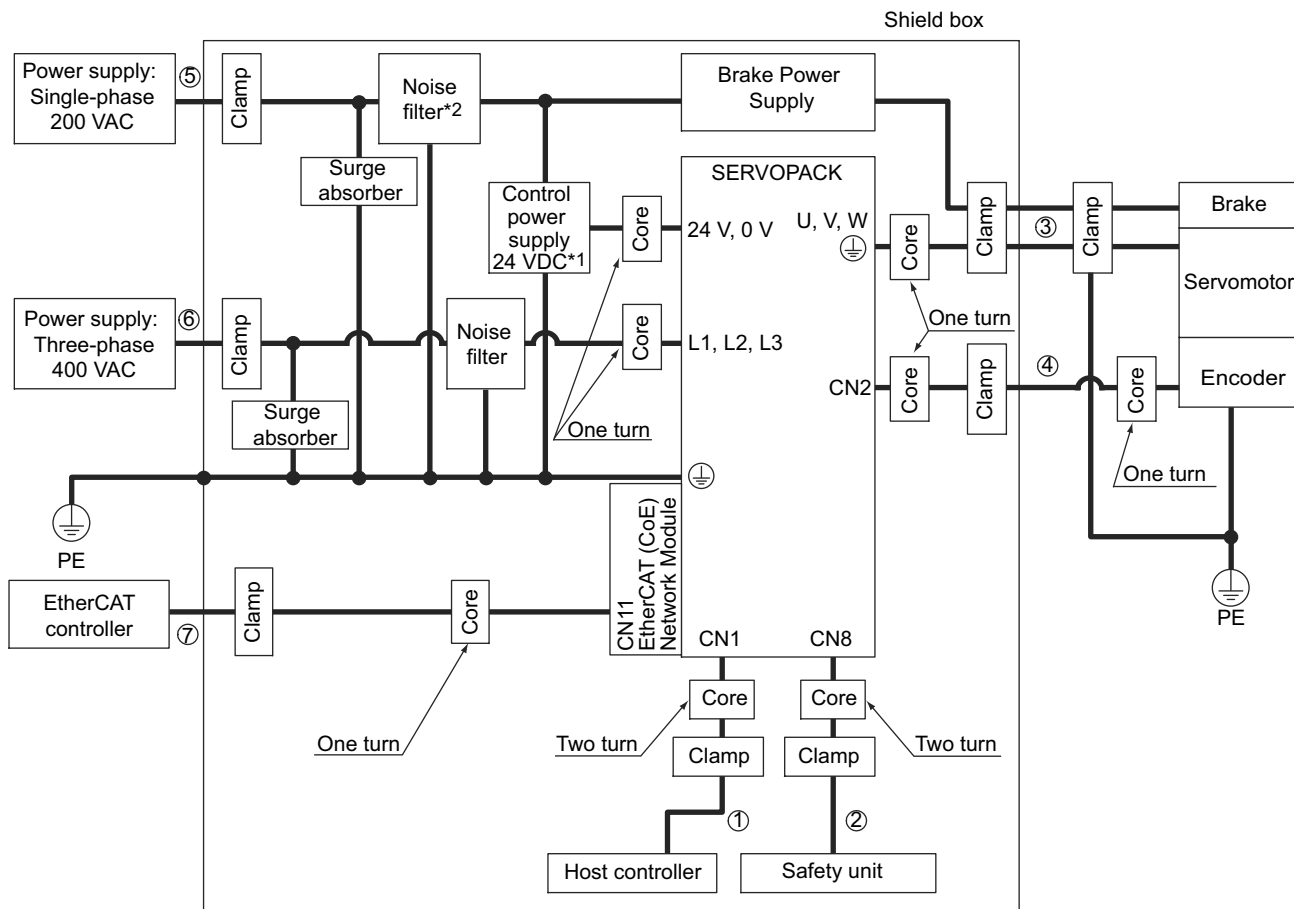 Shield box
Power supply:
Single-phase
200 VAC
⑤
Clamp
Noise
filter*2
Brake Power
Supply
Surge
absorber
Control
power
supply
24 VDC*1
Core
SERVOPACK
24 V, 0 V
U, V, W
Core
Clamp
③
Clamp
Brake
Servomotor
Power supply:
Three-phase
400 VAC
⑥
Clamp
Noise
filter
Core
L1, L2, L3
One turn
CN2
Core
Clamp
④
Core
Encoder
Surge
absorber
One turn
One turn
PE
CN11
EtherCAT (CoE)
Network Module
PE
EtherCAT
controller
⑦
Clamp
Core
CN1
CN8
Core
Core
One turn
Two turn
Two turn
Clamp
Clamp
①
②
Host controller
Safety unit